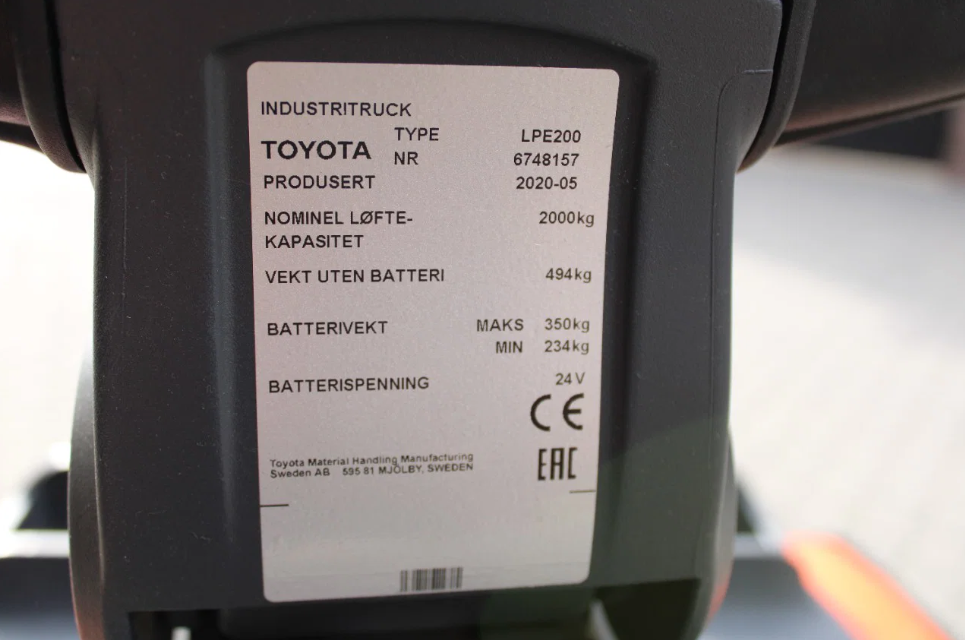 INDUSTRITRUCK
TYPE LPE200
TOYOTA
NR 6748157
PRODUSERT 2020-05
NOMINEL LØFTE- 2000kg
KAPASITET
VEKT UTEN BATTERI 494kg
BATTERIVEKT MAKS 350kg
MIN 234kg
BATTERISPENNING 24V
CE
Toyota Material Handling Manufacturing
Sweden AB 595 81 MJÖLBY, SWEDEN
EAC